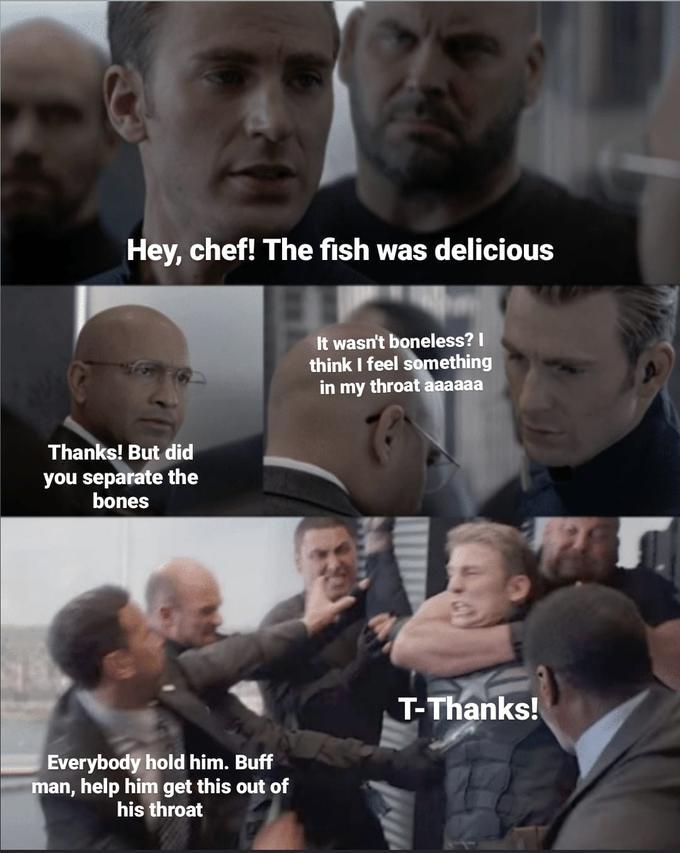 Hey, chef! The fish was delicious
Thanks! But did
you separate the
bones
It wasn't boneless? I
think I feel something
in my throat aaaaaa
T-Thanks!
Everybody hold him. Buff
man, help him get this out of
his throat